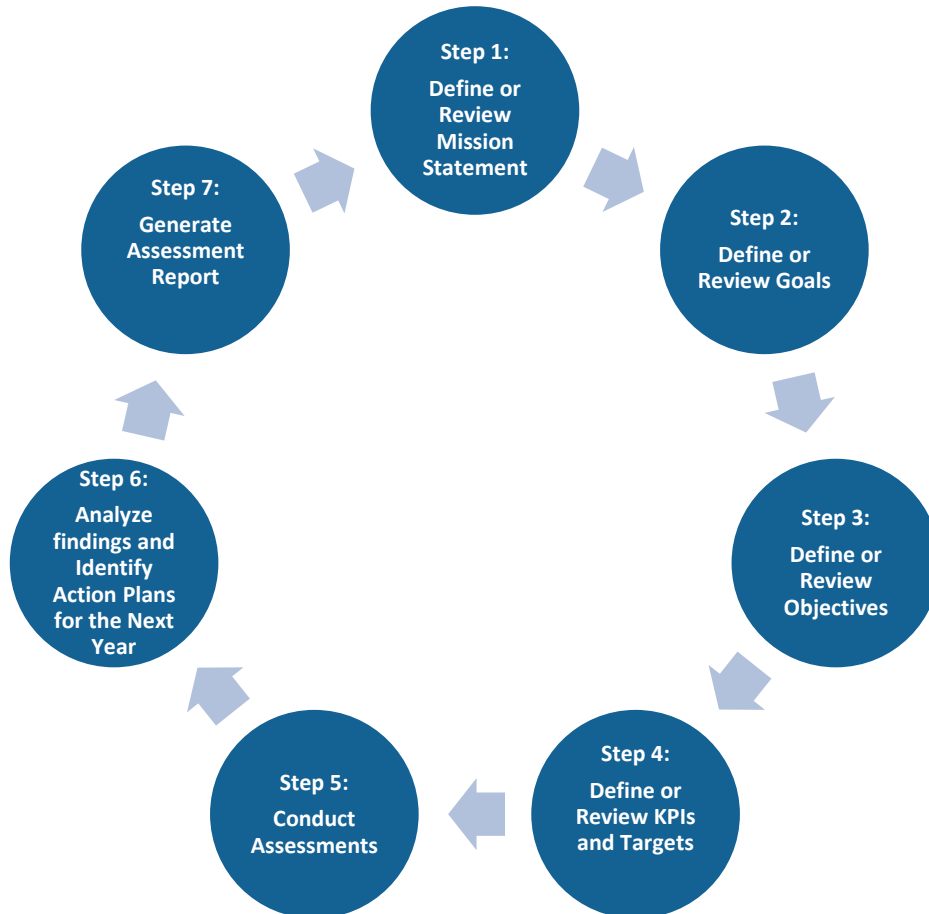 Step 1:
Define or
Review
Mission
Statement
Step 2:
Define or
Review Goals
Step 3:
Define or
Review
Objectives
Step 4:
Define or
Review KPIs
and Targets
Step 5:
Conduct
Assessments
Step 6:
Analyze
findings and
Identify
Action Plans
for the Next
Year
Step 7:
Generate
Assessment
Report